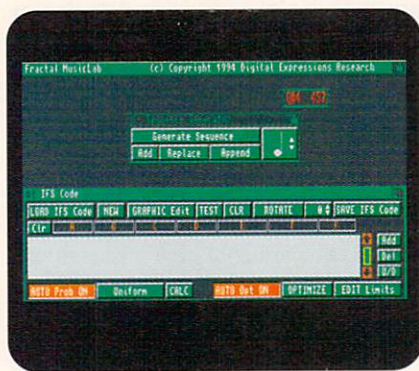 Fractal MusicLab (c) Copyright 1994 Digital Expressions Research
Generate Sequence
Add Replace Append
IFS Code
LOAD IFS Code NEW GRAPHIC Edit TEST CLR ROTATE 0 SAVE IFS Code
Clr A B C D E F P
Add
Del
AUTO Prob ON Uniform CALC AUTO Opt ON OPTIMIZE EDIT Limits